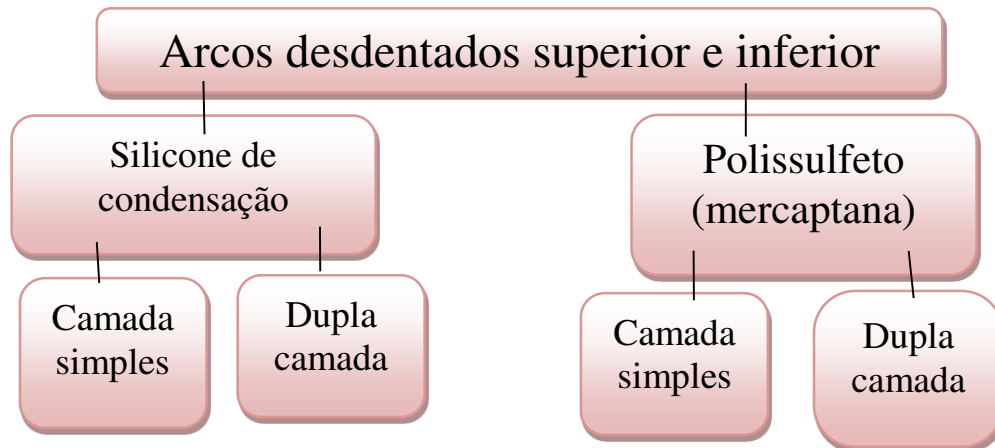 Arcos desdentados superior e inferior
Silicone de
condensação
Polissulfeto
(mercaptana)
Camada
simples
Dupla
camada
Camada
simples
Dupla
camada